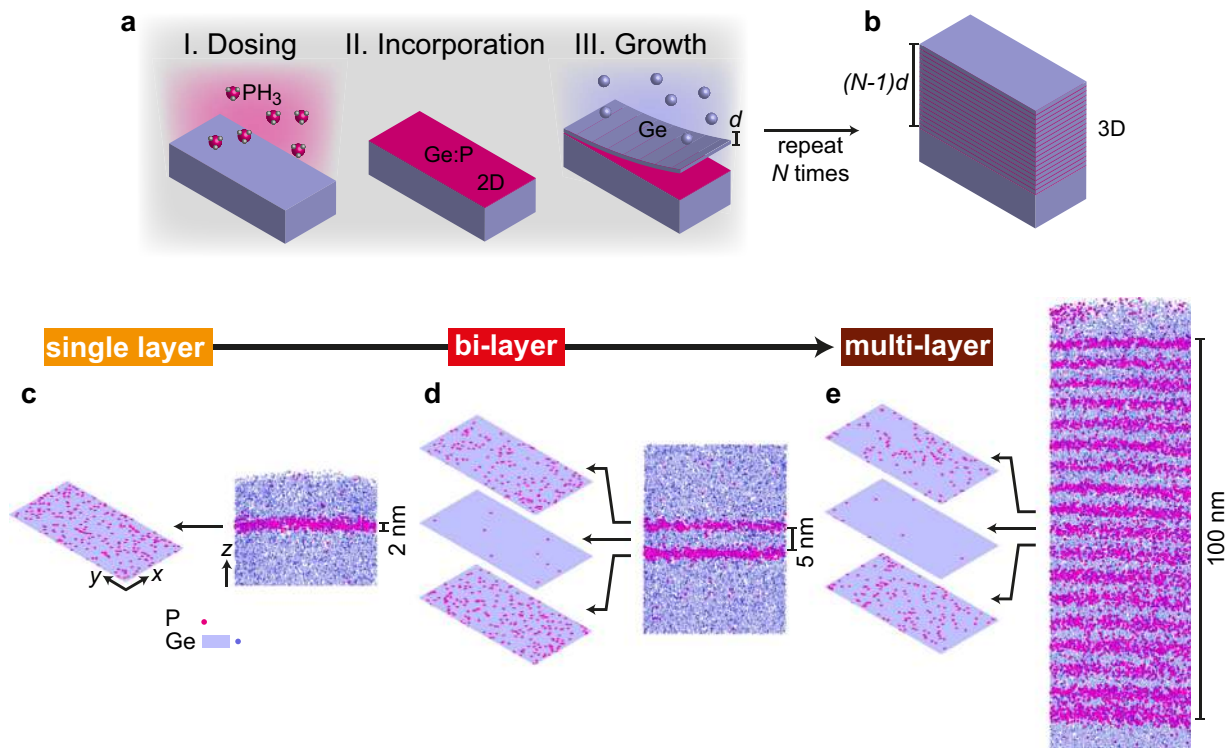 a
I. Dosing
II. Incorporation
III. Growth
PH3
Ge:P
2D
Ge
d
repeat
N times
b
(N-1)d
3D
single layer
bi-layer
multi-layer
c
z
y
x
2 nm
P
Ge
d
5 nm
e
100 nm